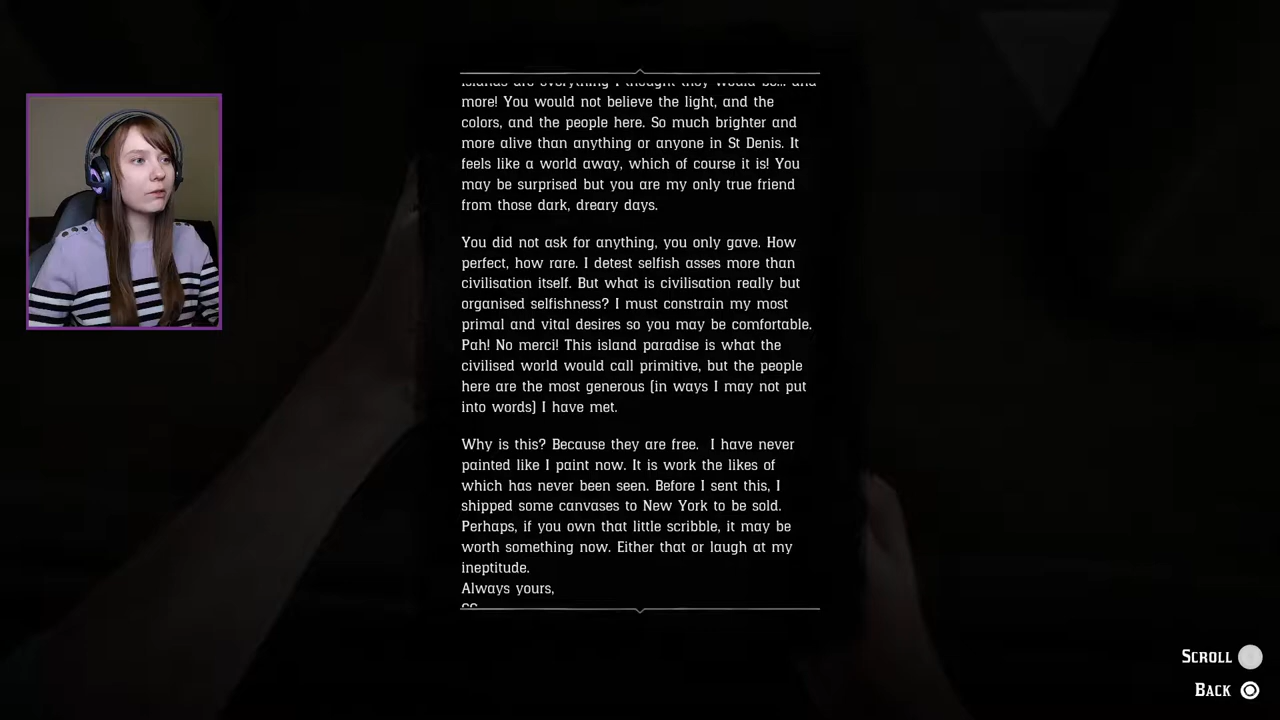 islands are everything I thought they would be... and
more! You would not believe the light, and the
colors, and the people here. So much brighter and
more alive than anything or anyone in St Denis. It
feels like a world away, which of course it is! You
may be surprised but you are my only true friend
from those dark, dreary days.
You did not ask for anything, you only gave. How
perfect, how rare. I detest selfish asses more than
civilisation itself. But what is civilisation really but
organised selfishness? I must constrain my most
primal and vital desires so you may be comfortable.
Pah! No merci! This island paradise is what the
civilised world would call primitive, but the people
here are the most generous (in ways I may not put
into words) I have met.
Why is this? Because they are free.  I have never
painted like I paint now. It is work the likes of
which has never been seen. Before I sent this, I
shipped some canvases to New York to be sold.
Perhaps, if you own that little scribble, it may be
worth something now. Either that or laugh at my
ineptitude.
Always yours,
SCROLL
BACK